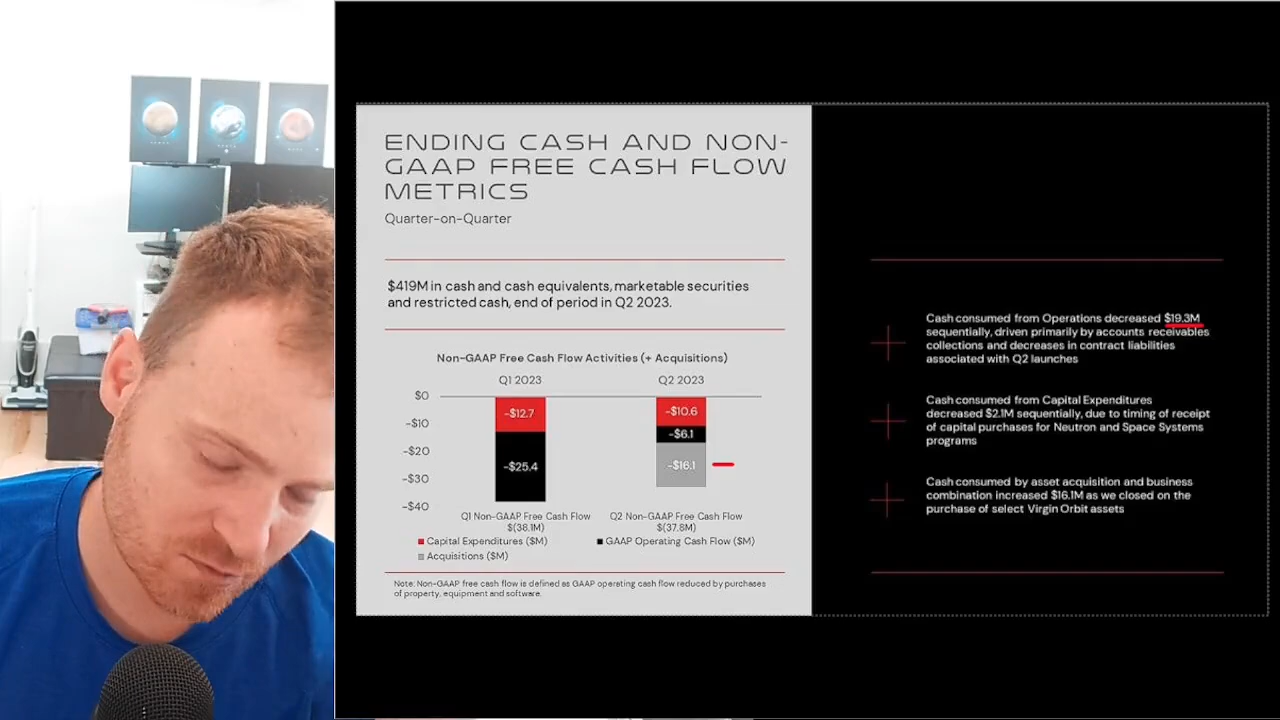 ENDING CASH AND NON-
GAAP FREE CASH FLOW
METRICS
Quarter-on-Quarter
$419M in cash and cash equivalents, marketable securities
and restricted cash, end of period in Q2 2023.
Non-GAAP Free Cash Flow Activities (+ Acquisitions)
Q1 2023
Q2 2023
$0
-$10
-$20
-$30
-$40
-$12.7
-$25.4
-$10.6
-$6.1
-$16.1
Q1 Non-GAAP Free Cash Flow
$(38.1M)
Q2 Non-GAAP Free Cash Flow
$(37.8M)
Capital Expenditures ($M)
GAAP Operating Cash Flow ($M)
Acquisitions ($M)
Note: Non-GAAP free cash flow is defined as GAAP operating cash flow reduced by purchases
of property, equipment and software.
Cash consumed from Operations decreased $19.3M
sequentially, driven primarily by accounts receivables
collections and decreases in contract liabilities
associated with Q2 launches
Cash consumed from Capital Expenditures
decreased $2.1M sequentially, due to timing of receipt
of capital purchases for Neutron and Space Systems
programs
Cash consumed by asset acquisition and business
combination increased $16.1M as we closed on the
purchase of select Virgin Orbit assets